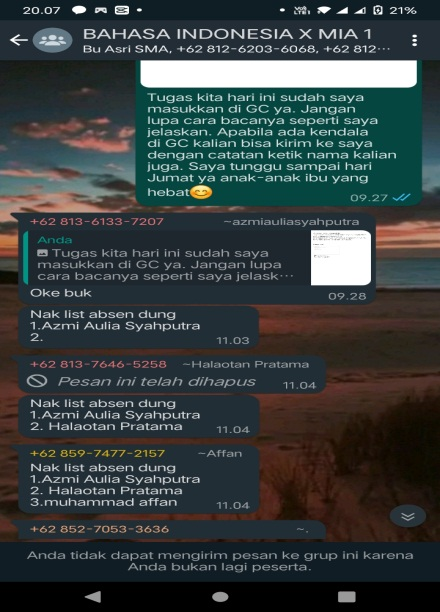 20.07
VoLTE1
21%
BAHASA INDONESIA X MIA 1
Bu Asri SMA, +62 812-6203-6068, +62 812...
Tugas kita hari ini sudah saya
masukkan di GC ya. Jangan
lupa cara bacanya seperti saya
jelaskan. Apabila ada kendala
di GC kalian bisa kirim ke saya
dengan catatan ketik nama kalian
juga. Saya tunggu sampai hari
Jumat ya anak-anak ibu yang
hebat😊
09.27
+62 813-6133-7207 ~azmiauliasyahputra
Anda
Tugas kita hari ini sudah saya
masukkan di GC ya. Jangan lupa
cara bacanya seperti saya jelask...
Oke buk
09.28
Nak list absen dung
1.Azmi Aulia Syahputra
2.
11.03
+62 813-7646-5258 ~Halaotan Pratama
Pesan ini telah dihapus
11.04
Nak list absen dung
1.Azmi Aulia Syahputra
2. Halaotan Pratama
11.04
+62 859-7477-2157 ~Affan
Nak list absen dung
1.Azmi Aulia Syahputra
2. Halaotan Pratama
3.muhammad affan
11.04
+62 852-7053-3636 ~.
Anda tidak dapat mengirim pesan ke grup ini karena
Anda bukan lagi peserta.